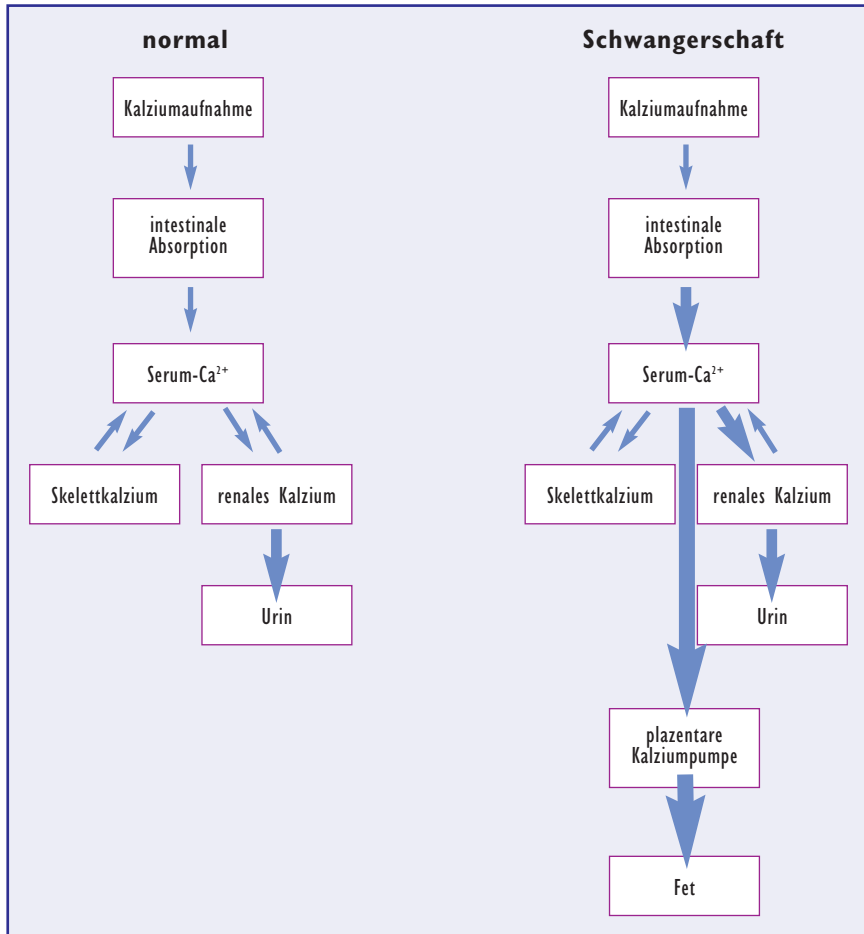 normal
Kalziumaufnahme
intestinale
Absorption
Serum-Ca²⁺
Skelettkalzium
renales Kalzium
Urin
Schwangerschaft
Kalziumaufnahme
intestinale
Absorption
Serum-Ca²⁺
Skelettkalzium
renales Kalzium
Urin
plazentare
Kalziumpumpe
Fet